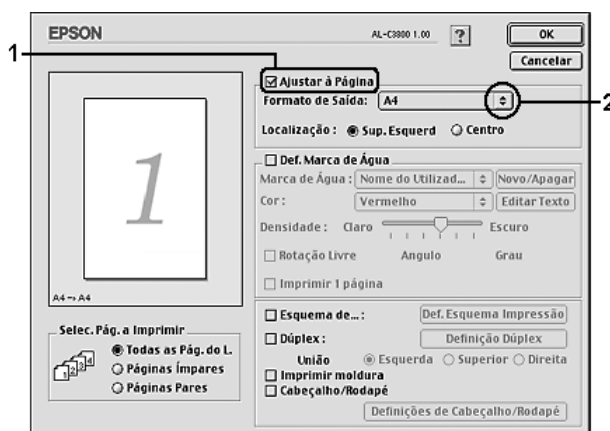 EPSON
AL-C3800 1.00
?
OK
Cancelar
1
Ajustar à Página
Formato de Saída: A4
2
Localização : Sup. Esquerd Centro
1
A4 -> A4
Def. Marca de Água
Marca de Água : Nome do Utilizad... Novo/Apagar
Cor : Vermelho Editar Texto
Densidade : Claro Escuro
Rotação Livre Angulo Grau
Imprimir 1 página
Selec. Pág. a Imprimir
1 2 3 4
Todas as Pág. do L.
Páginas Ímpares
Páginas Pares
Esquema de... : Def. Esquema Impressão
Dúplex : Definição Dúplex
União Esquerda Superior Direita
Imprimir moldura
Cabeçalho/Rodapé
Definições de Cabeçalho/Rodapé